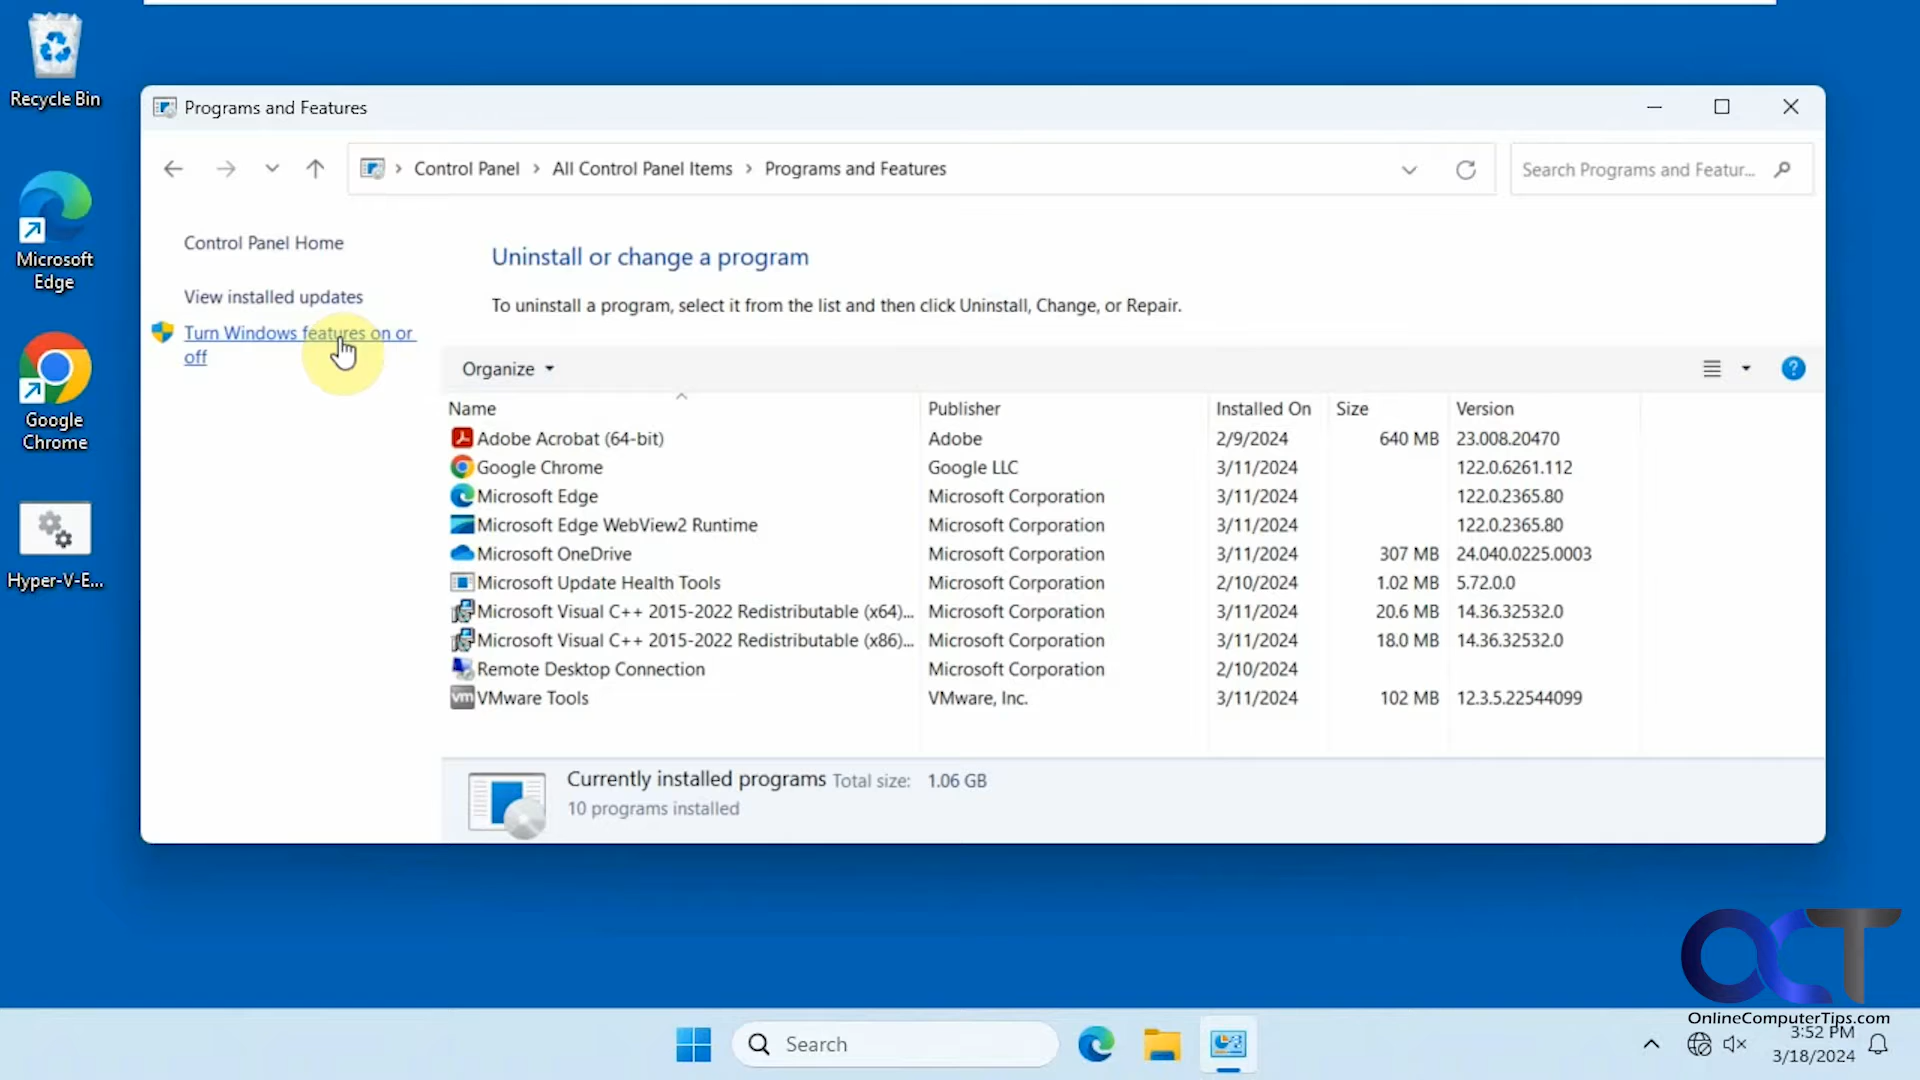 Recycle Bin
Microsoft
Edge
Google
Chrome
Hyper-V-E...
Programs and Features
Control Panel > All Control Panel Items > Programs and Features
Search Programs and Featur...
Control Panel Home
View installed updates
Turn Windows features on or
off
Uninstall or change a program
To uninstall a program, select it from the list and then click Uninstall, Change, or Repair.
Organize
Name Publisher Installed On Size Version
Adobe Acrobat (64-bit) Adobe 2/9/2024 640 MB 23.008.20470
Google Chrome Google LLC 3/11/2024 122.0.6261.112
Microsoft Edge Microsoft Corporation 3/11/2024 122.0.2365.80
Microsoft Edge WebView2 Runtime Microsoft Corporation 3/11/2024 122.0.2365.80
Microsoft OneDrive Microsoft Corporation 3/11/2024 307 MB 24.040.0225.0003
Microsoft Update Health Tools Microsoft Corporation 2/10/2024 1.02 MB 5.72.0.0
Microsoft Visual C++ 2015-2022 Redistributable (x64)... Microsoft Corporation 3/11/2024 20.6 MB 14.36.32532.0
Microsoft Visual C++ 2015-2022 Redistributable (x86)... Microsoft Corporation 3/11/2024 18.0 MB 14.36.32532.0
Remote Desktop Connection Microsoft Corporation 2/10/2024
vm VMware Tools VMware, Inc. 3/11/2024 102 MB 12.3.5.22544099
Currently installed programs Total size: 1.06 GB
10 programs installed
OCT
OnlineComputerTips.com
Search
3:52 PM
3/18/2024